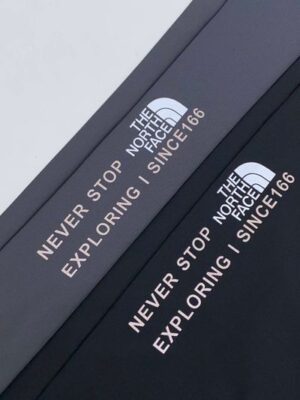 NEVER STOP
EXPLORING I SINCE166
THE
NORTH
FACE
NEVER STOP
EXPLORING I SINCE166
THE
NORTH
FACE